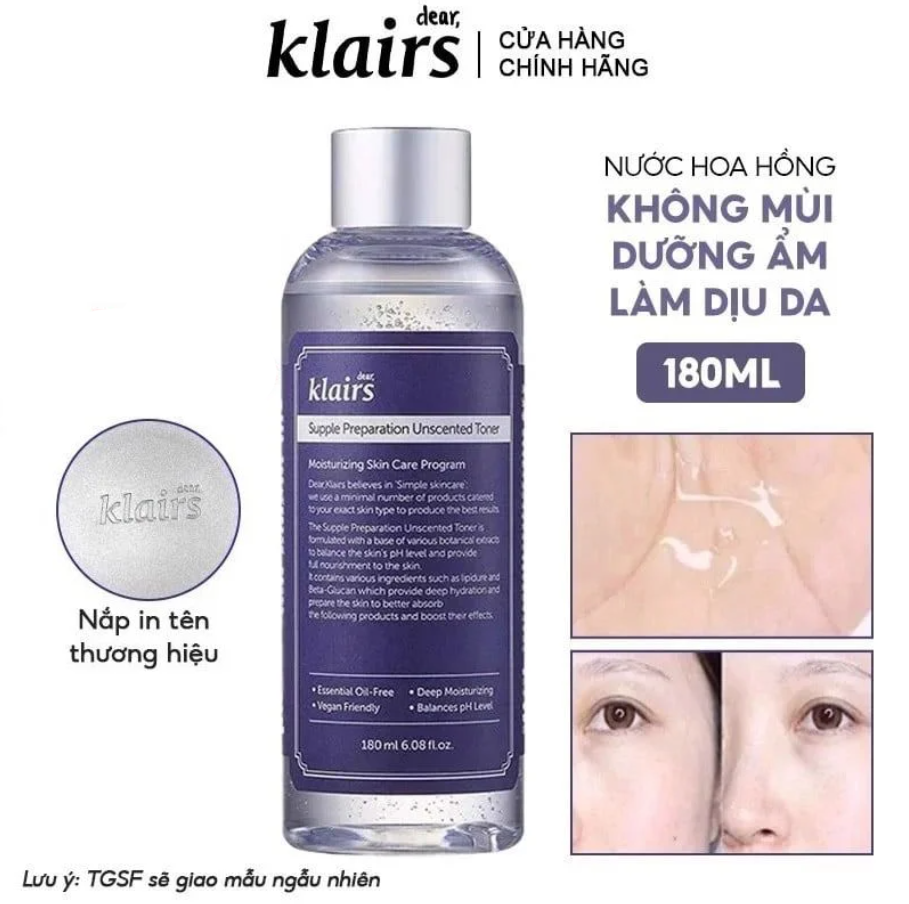 dear,
klairs
CỬA HÀNG
CHÍNH HÃNG
NƯỚC HOA HỒNG
KHÔNG MÙI
DƯỠNG ẨM
LÀM DỊU DA
180ML
dear,
klairs
Supple Preparation Unscented Toner
Moisturizing Skin Care Program
Dear,Klairs believes in 'Simple skincare':
we use a minimal number of products catered
to your exact skin type to produce the best results.
The Supple Preparation Unscented Toner is
formulated with a base of various botanical extracts
to balance the skin's pH level and provide
full nourishment to the skin.
It contains various ingredients such as lipidure and
Beta-Glucan which provide deep hydration and
prepare the skin to better absorb
the following products and boost their effects.
• Essential Oil-Free • Deep Moisturizing
• Vegan Friendly • Balances pH Level
180 ml 6.08 fl.oz.
dear,
klairs
Nắp in tên
thương hiệu
Lưu ý: TGSF sẽ giao mẫu ngẫu nhiên